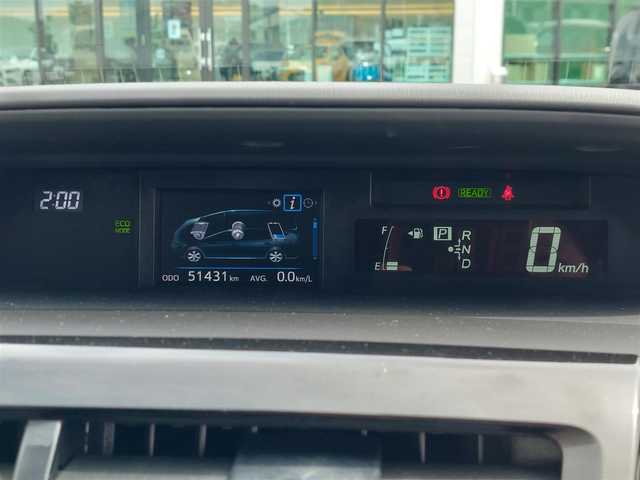 2:00
ECO
MODE
i
ODO 51431 km AVG. 0.0 km/L
READY
F
E
P
R
N
D
0 km/h